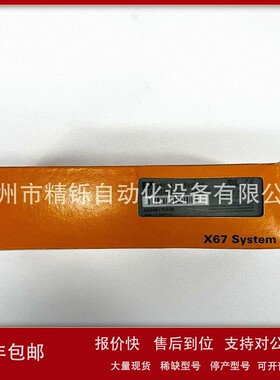 州市精铄自动化设备有限公司
X67 System
包邮
报价快 售后到位 支持对公
大量现货 稀缺型号 停产型号 可开